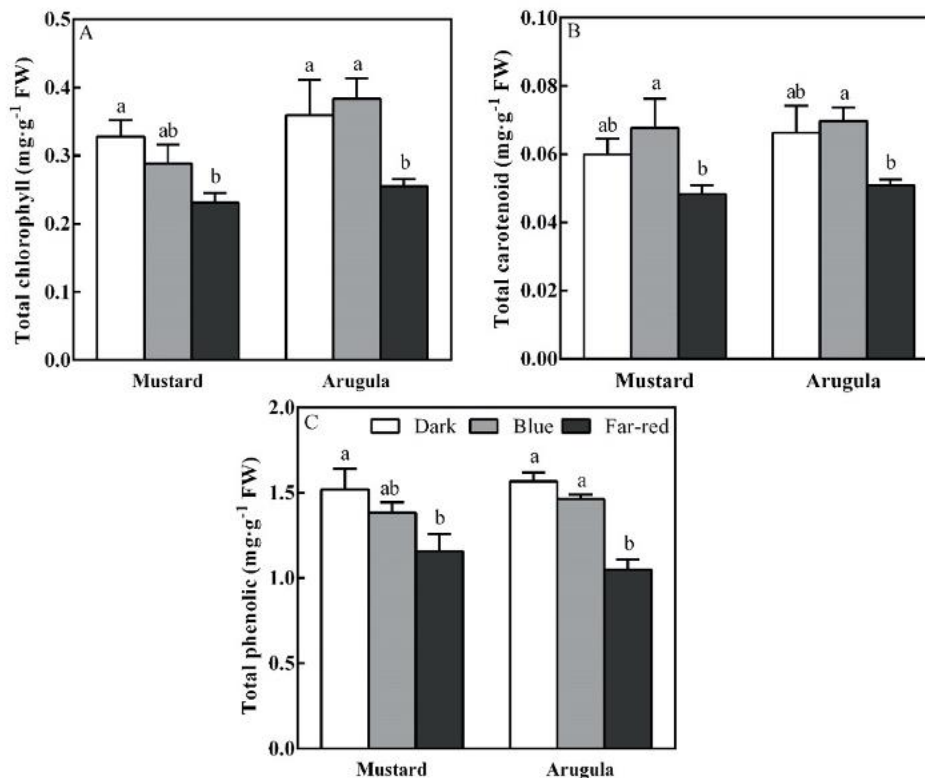 A
Total chlorophyll (mg·g⁻¹ FW)
0.5
0.4
0.3
0.2
0.1
0.0
a
ab
b
a
a
b
Mustard
Arugula
B
Total carotenoid (mg·g⁻¹ FW)
0.10
0.08
0.06
0.04
0.02
0.00
ab
a
b
ab
a
b
Mustard
Arugula
C
Dark Blue Far-red
Total phenolic (mg·g⁻¹ FW)
2.0
1.5
1.0
0.5
0.0
a
ab
b
a
a
b
Mustard
Arugula